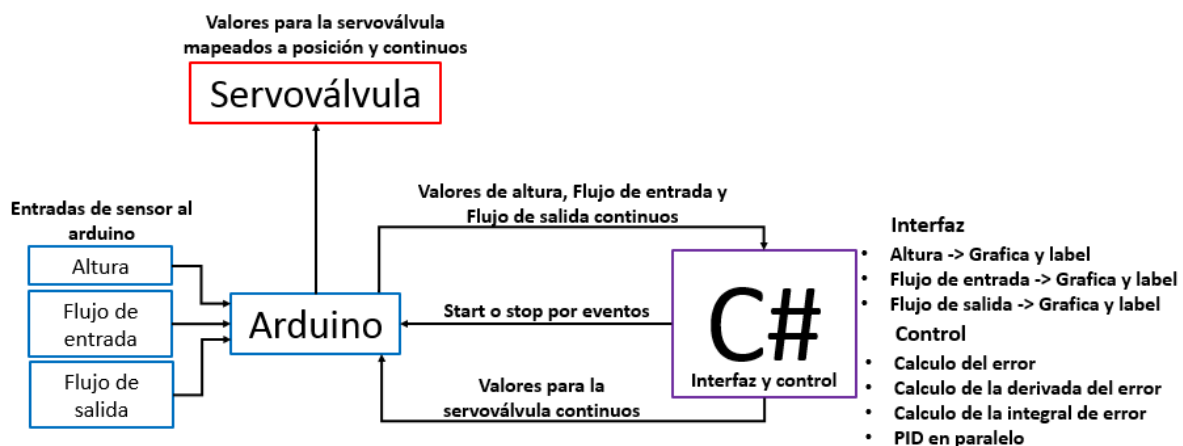 Valores para la servoválvula
mapeados a posición y continuos
Servoválvula
Entradas de sensor al
arduino
Altura
Flujo de
entrada
Flujo de
salida
Arduino
Valores de altura, Flujo de entrada y
Flujo de salida continuos
Start o stop por eventos
Valores para la
servoválvula continuos
C#
Interfaz y control
Interfaz
• Altura -> Grafica y label
• Flujo de entrada -> Grafica y label
• Flujo de salida -> Grafica y label
Control
• Calculo del error
• Calculo de la derivada del error
• Calculo de la integral de error
• PID en paralelo